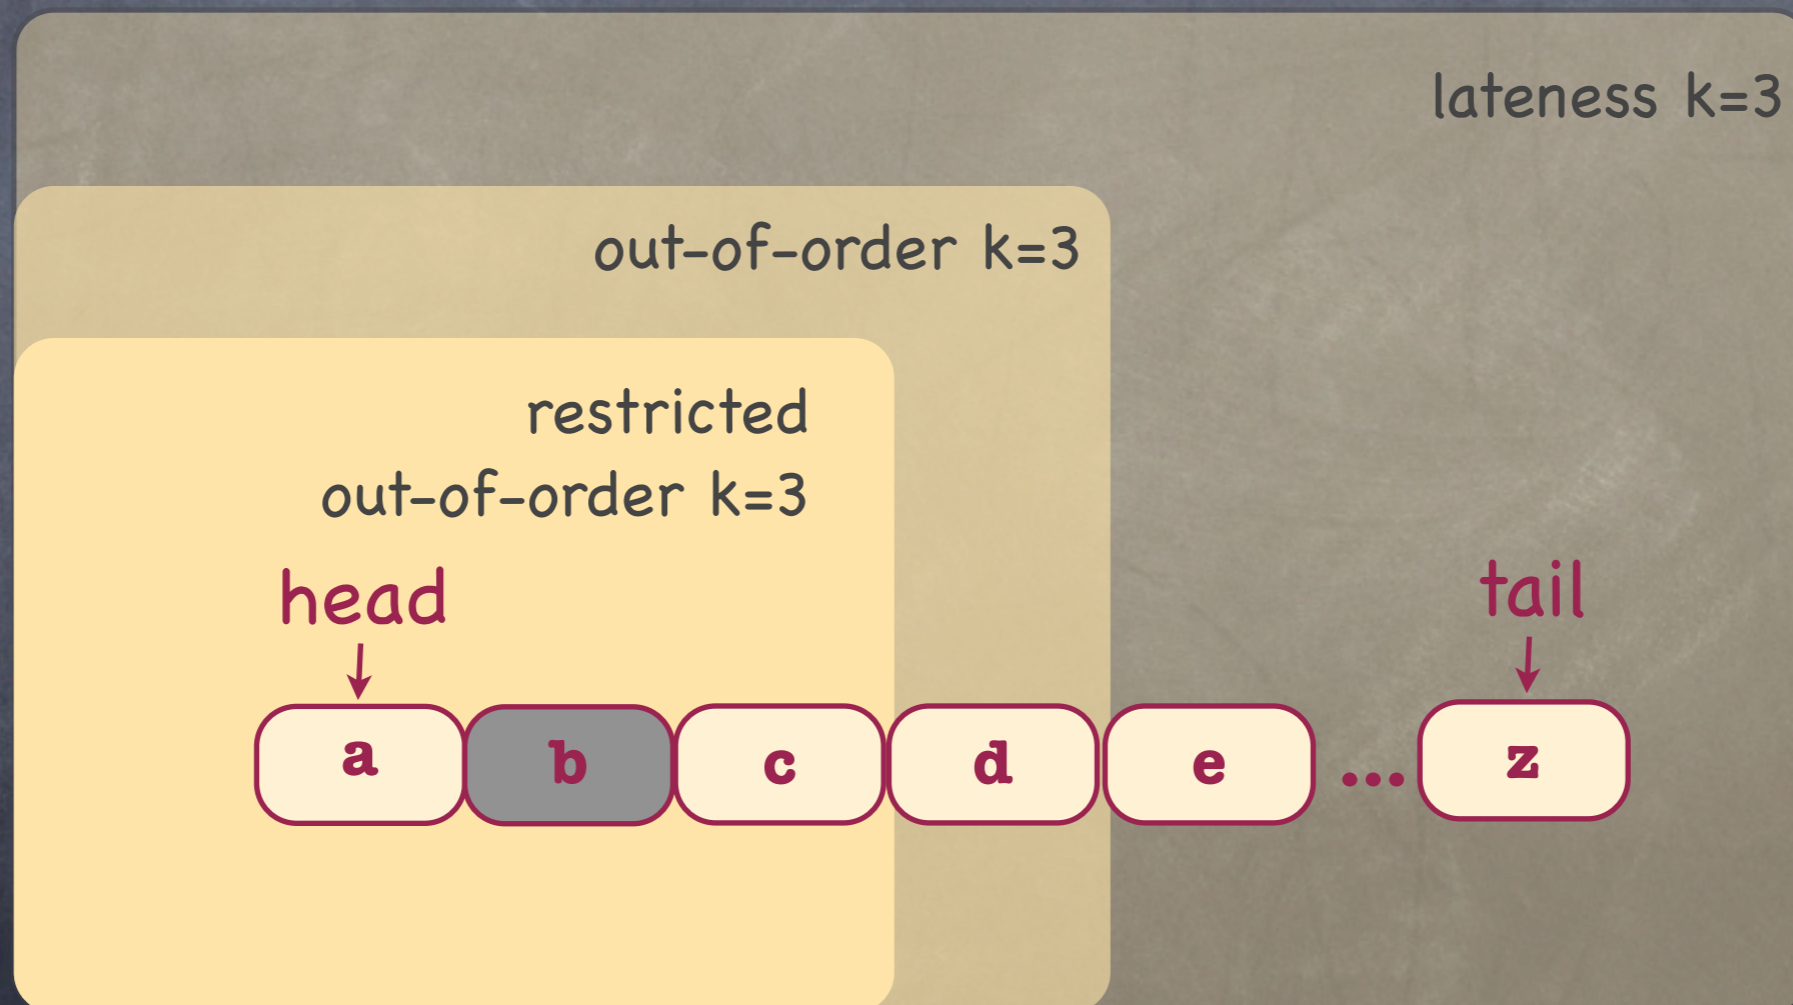 lateness k=3
out-of-order k=3
restricted
out-of-order k=3
head
tail
a b c d e ... z